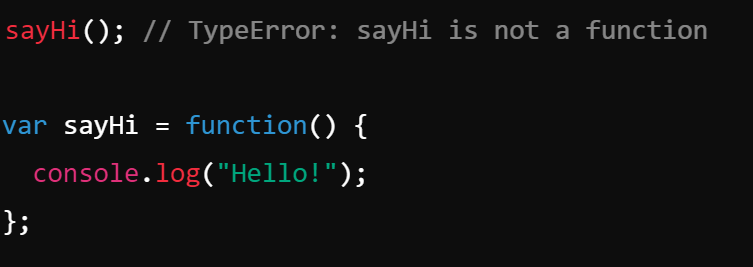 sayHi(); // TypeError: sayHi is not a function
var sayHi = function() {
console.log("Hello!");
};